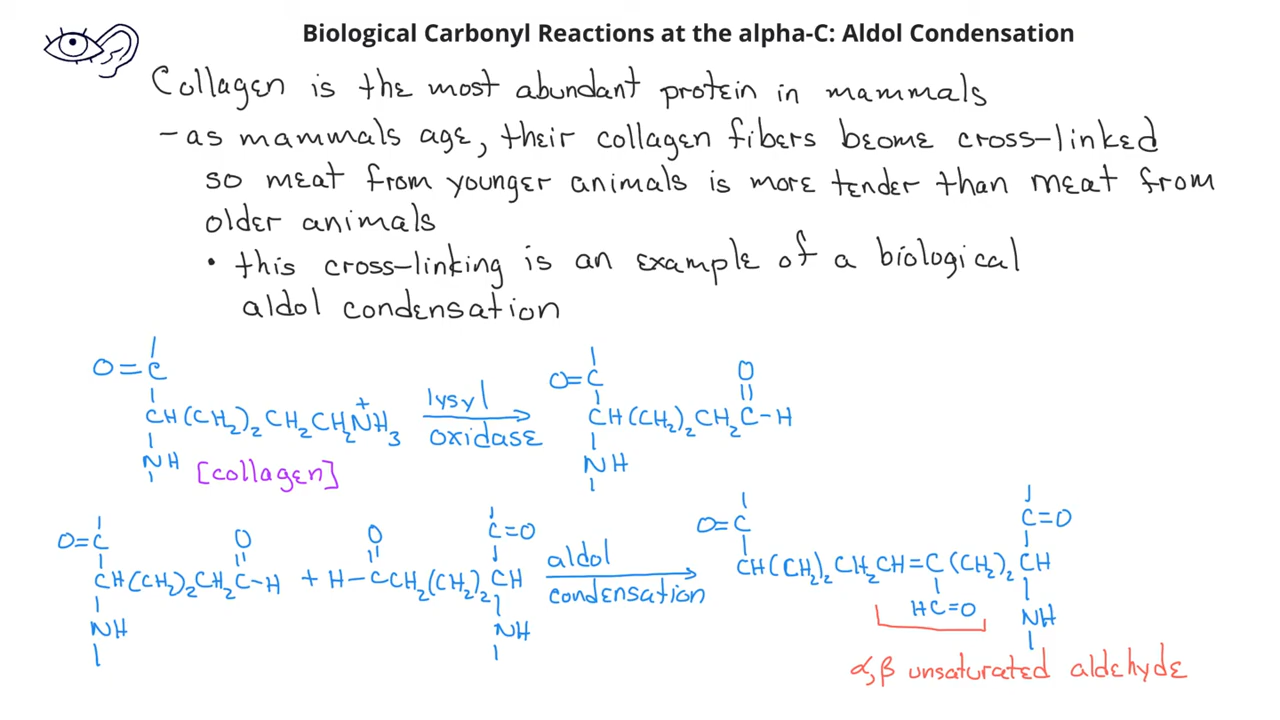 Biological Carbonyl Reactions at the alpha-C: Aldol Condensation
Collagen is the most abundant protein in mammals
- as mammals age, their collagen fibers beome cross-linked
so meat from younger animals is more tender than meat from
older animals
• this cross-linking is an example of a biological
aldol condensation
O=C
CH(CH₂)₂CH₂CH₂N⁺H₃
NH
[collagen]
lysyl
oxidase
O=C
O
CH(CH₂)₂CH₂C-H
NH
O=C
O
CH(CH₂)₂CH₂C-H
NH
+
O
C=O
H-CCH₂(CH₂)₂CH
NH
aldol
condensation
O=C
C=O
CH(CH₂)₂CH₂CH=C(CH₂)₂CH
HC=O
NH
α,β unsaturated aldehyde